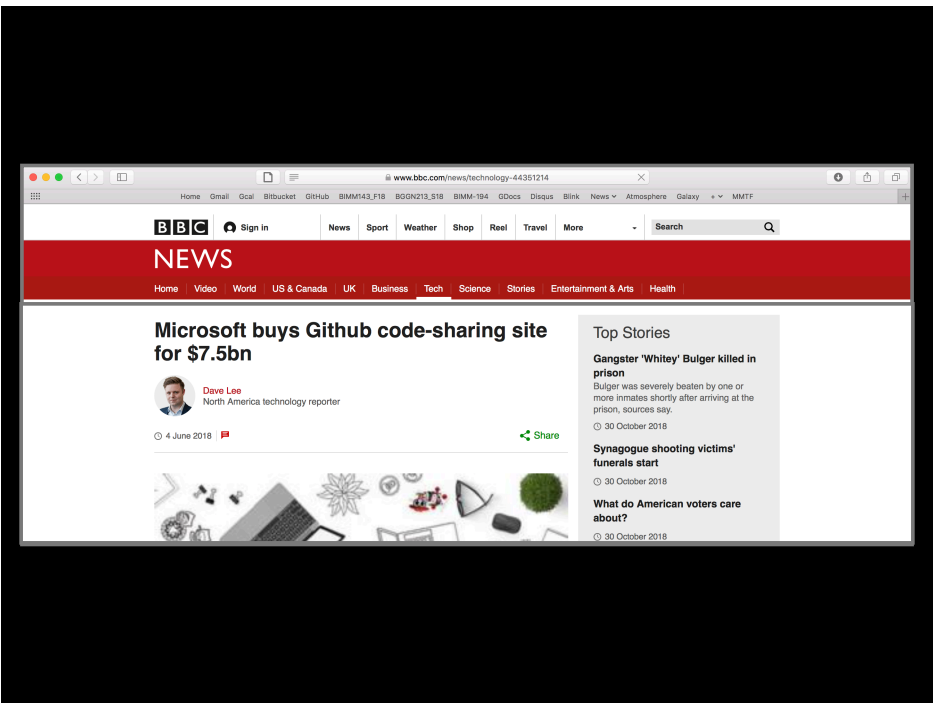 www.bbc.com/news/technology-44351214
Home Gmail Gcal Bitbucket GitHub BIMM143_F18 BGGN213_S18 BIMM-194 GDocs Disqus Blink News Atmosphere Galaxy + MMTF
BBC Sign in News Sport Weather Shop Reel Travel More Search
NEWS
Home Video World US & Canada UK Business Tech Science Stories Entertainment & Arts Health
Microsoft buys Github code-sharing site
for $7.5bn
Dave Lee
North America technology reporter
4 June 2018
Share
Top Stories
Gangster 'Whitey' Bulger killed in
prison
Bulger was severely beaten by one or
more inmates shortly after arriving at the
prison, sources say.
30 October 2018
Synagogue shooting victims'
funerals start
30 October 2018
What do American voters care
about?
30 October 2018